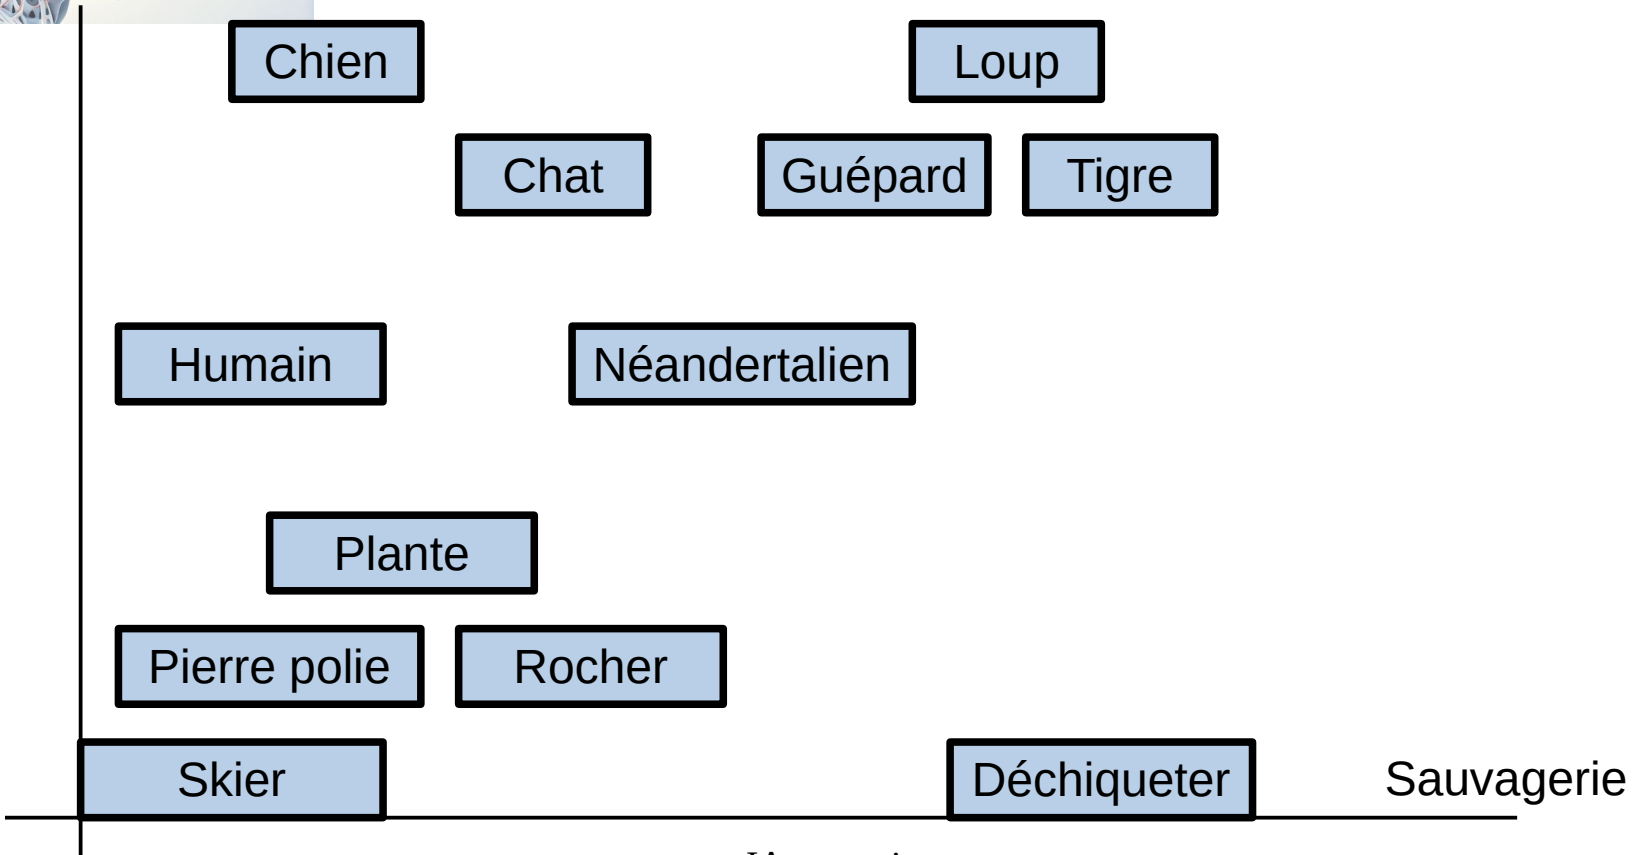 Chien
Loup
Chat
Guépard
Tigre
Humain
Néandertalien
Plante
Pierre polie
Rocher
Skier
Déchiqueter
Sauvagerie